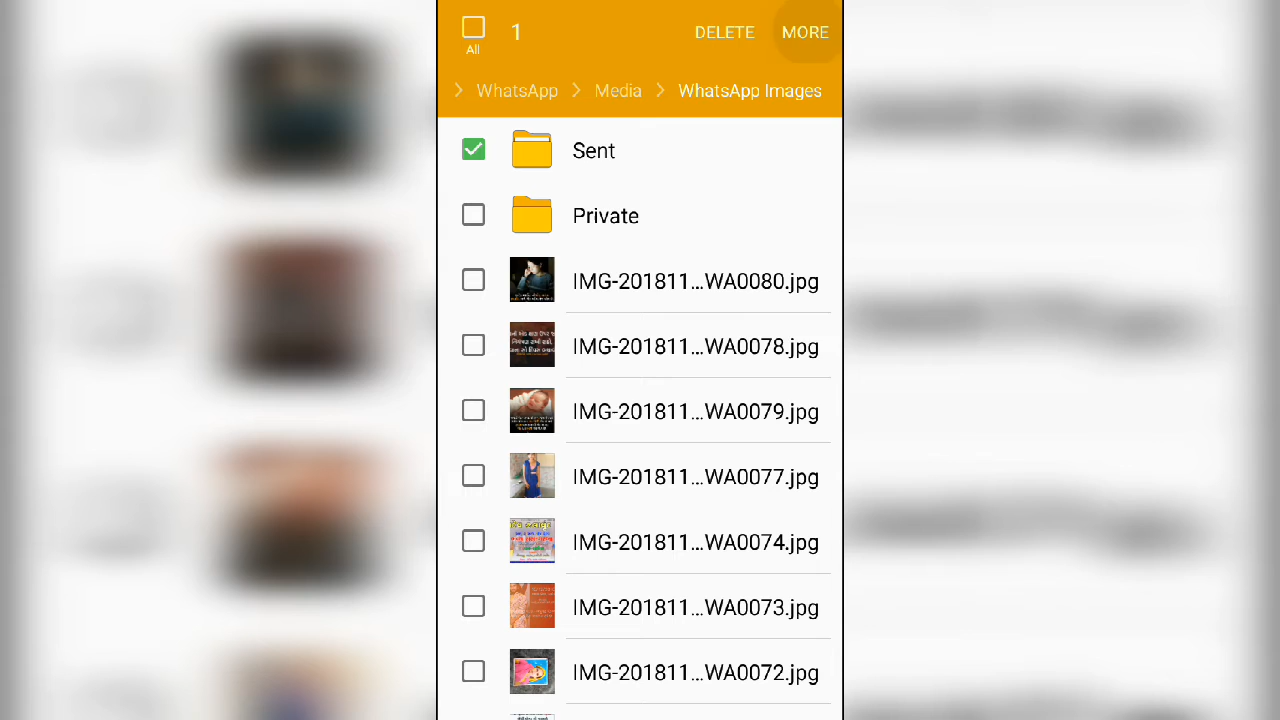 1
DELETE
MORE
All
WhatsApp
Media
WhatsApp Images
Sent
Private
IMG-201811...WA0080.jpg
IMG-201811...WA0078.jpg
IMG-201811...WA0079.jpg
IMG-201811...WA0077.jpg
IMG-201811...WA0074.jpg
IMG-201811...WA0073.jpg
IMG-201811...WA0072.jpg